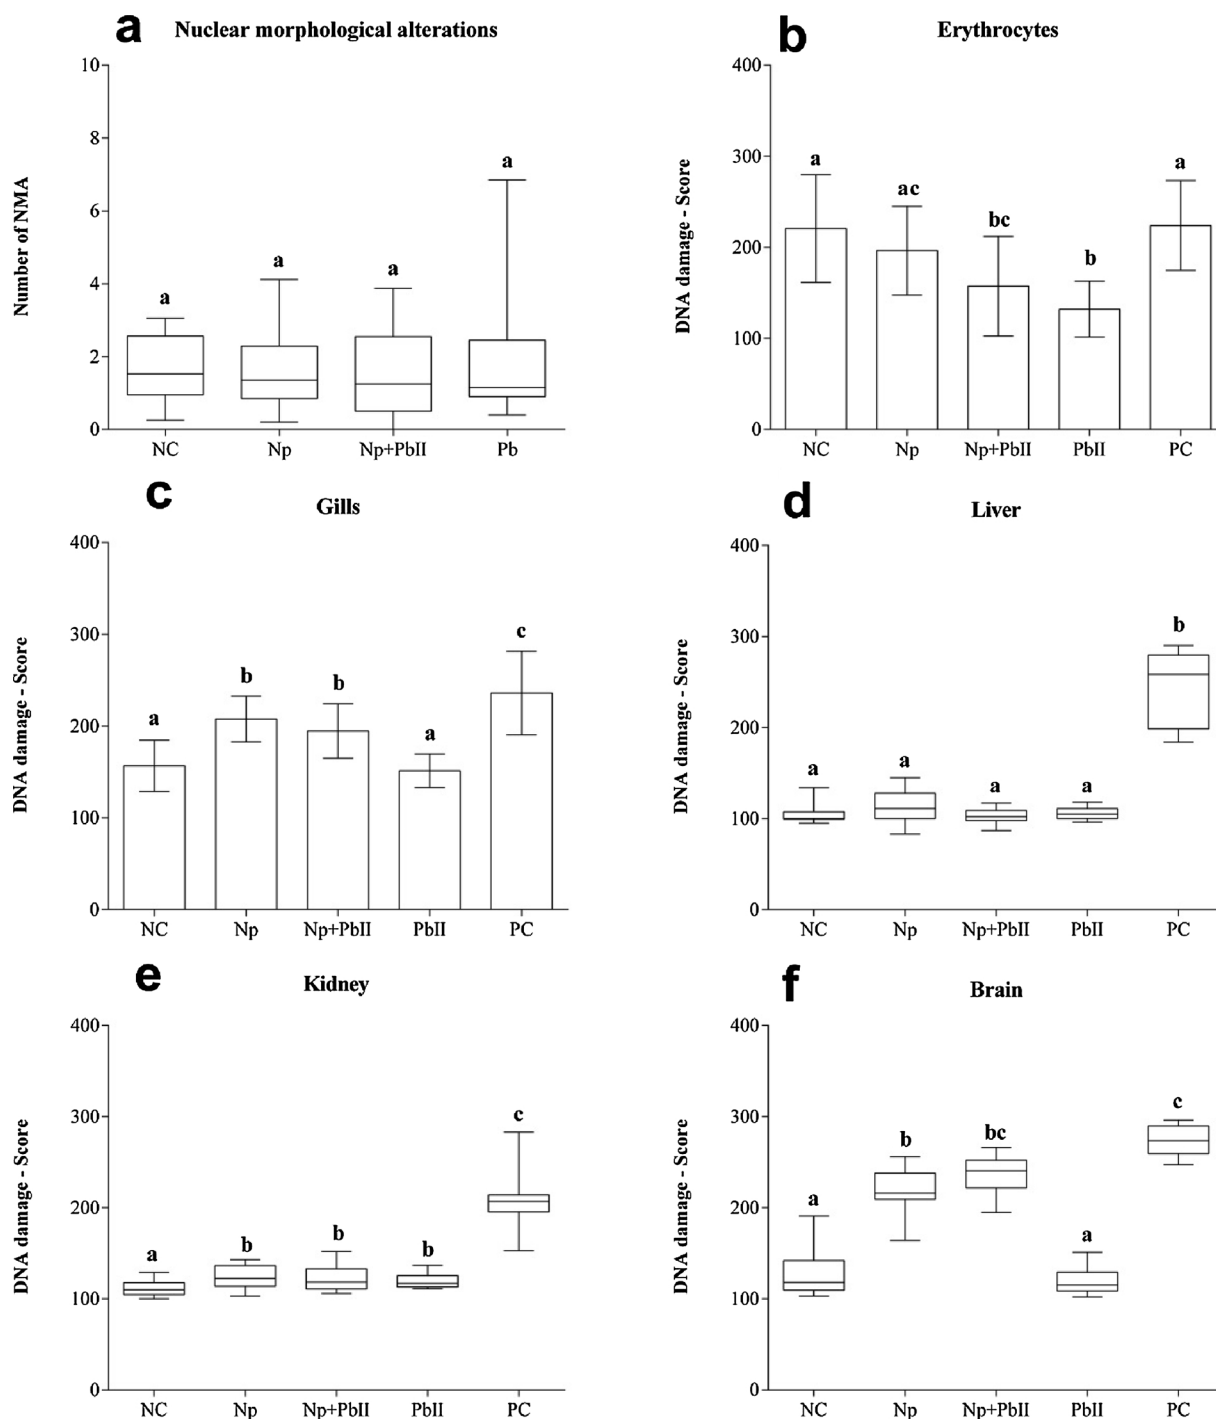 a Nuclear morphological alterations
Number of NMA
10
8
6
4
2
0
a
a
a
a
NC Np Np+PbII Pb
b Erythrocytes
DNA damage - Score
400
300
200
100
0
a
ac
bc
b
a
NC Np Np+PbII PbII PC
c Gills
DNA damage - Score
400
300
200
100
0
a
b
b
a
c
NC Np Np+PbII PbII PC
d Liver
DNA damage - Score
400
300
200
100
0
a
a
a
a
b
NC Np Np+PbII PbII PC
e Kidney
DNA damage - Score
400
300
200
100
0
a
b
b
b
c
NC Np Np+PbII PbII PC
f Brain
DNA damage - Score
400
300
200
100
0
a
b
bc
a
c
NC Np Np+PbII PbII PC